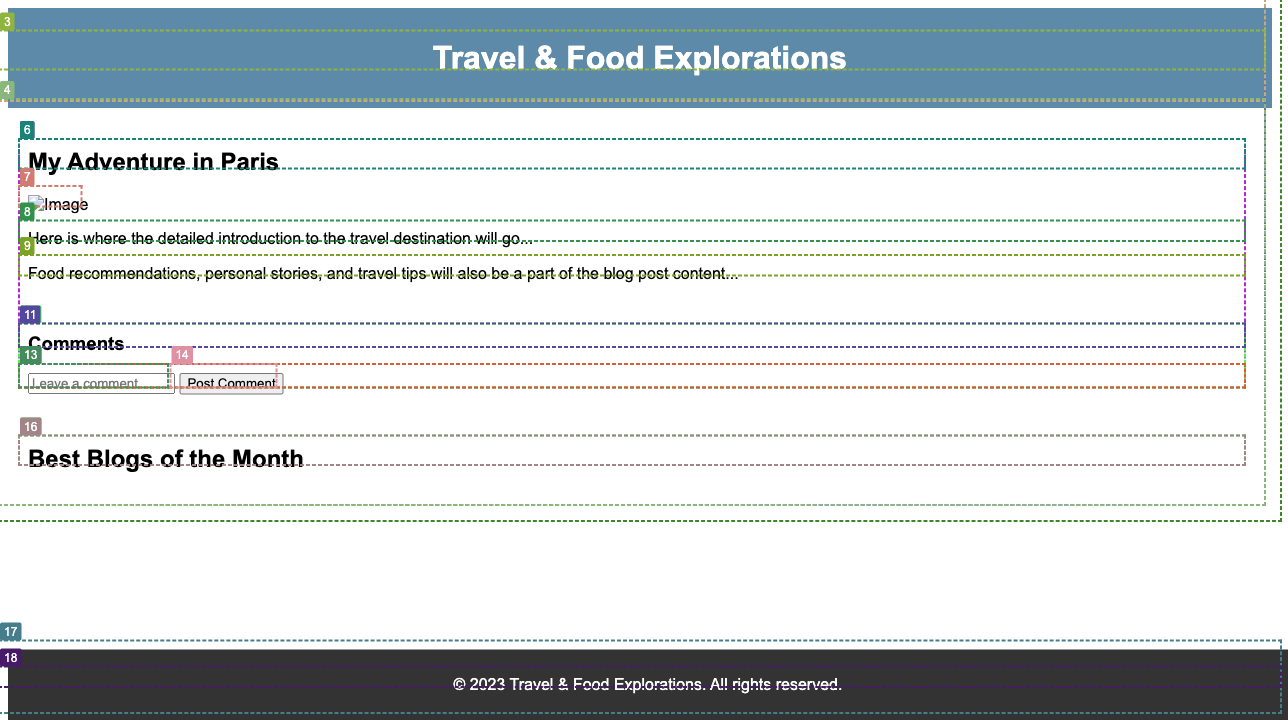 3
Travel & Food Explorations
4
6
My Adventure in Paris
7
Image
8
Here is where the detailed introduction to the travel destination will go...
9
Food recommendations, personal stories, and travel tips will also be a part of the blog post content...
11
Comments
13
14
Leave a comment... Post Comment
16
Best Blogs of the Month
17
18
© 2023 Travel & Food Explorations. All rights reserved.